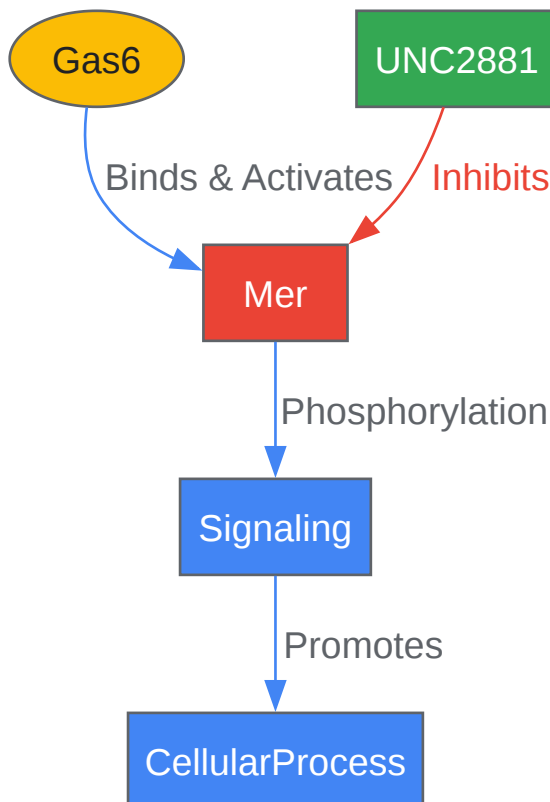 Gas6
UNC2881
Binds & Activates
Inhibits
Mer
Phosphorylation
Signaling
Promotes
CellularProcess